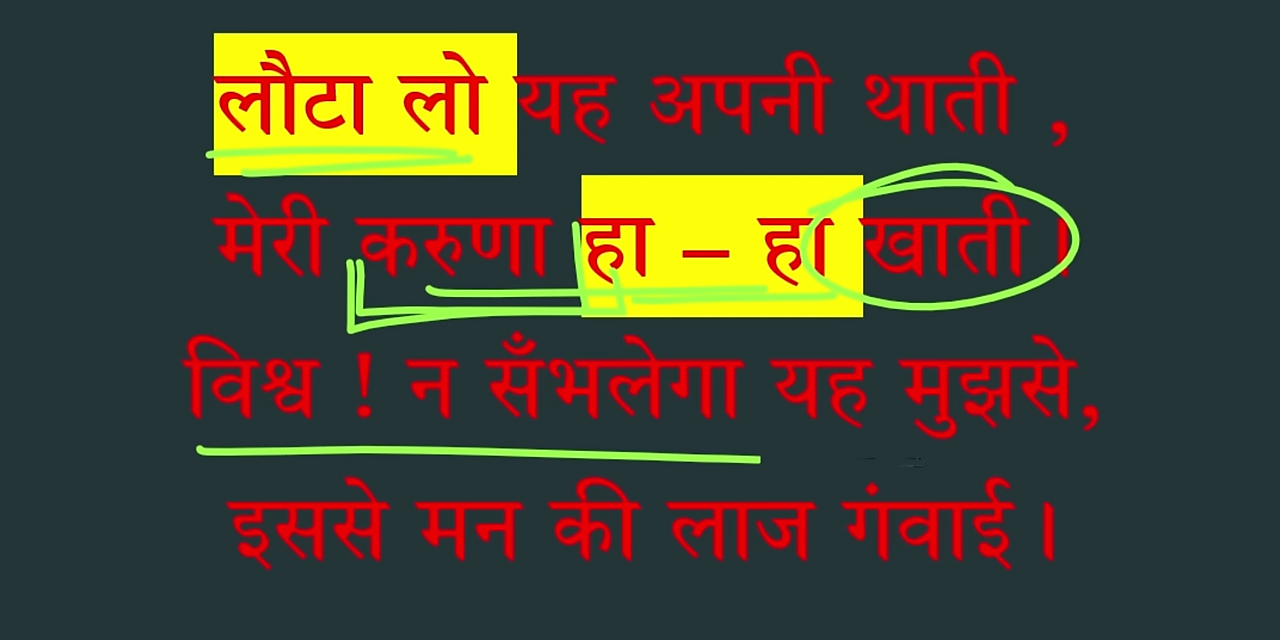 लौटा लो यह अपनी थाती ,
मेरी करुणा हा – हा खाती ।
विश्व ! न सँभलेगा यह मुझसे,
इससे मन की लाज गंवाई ।